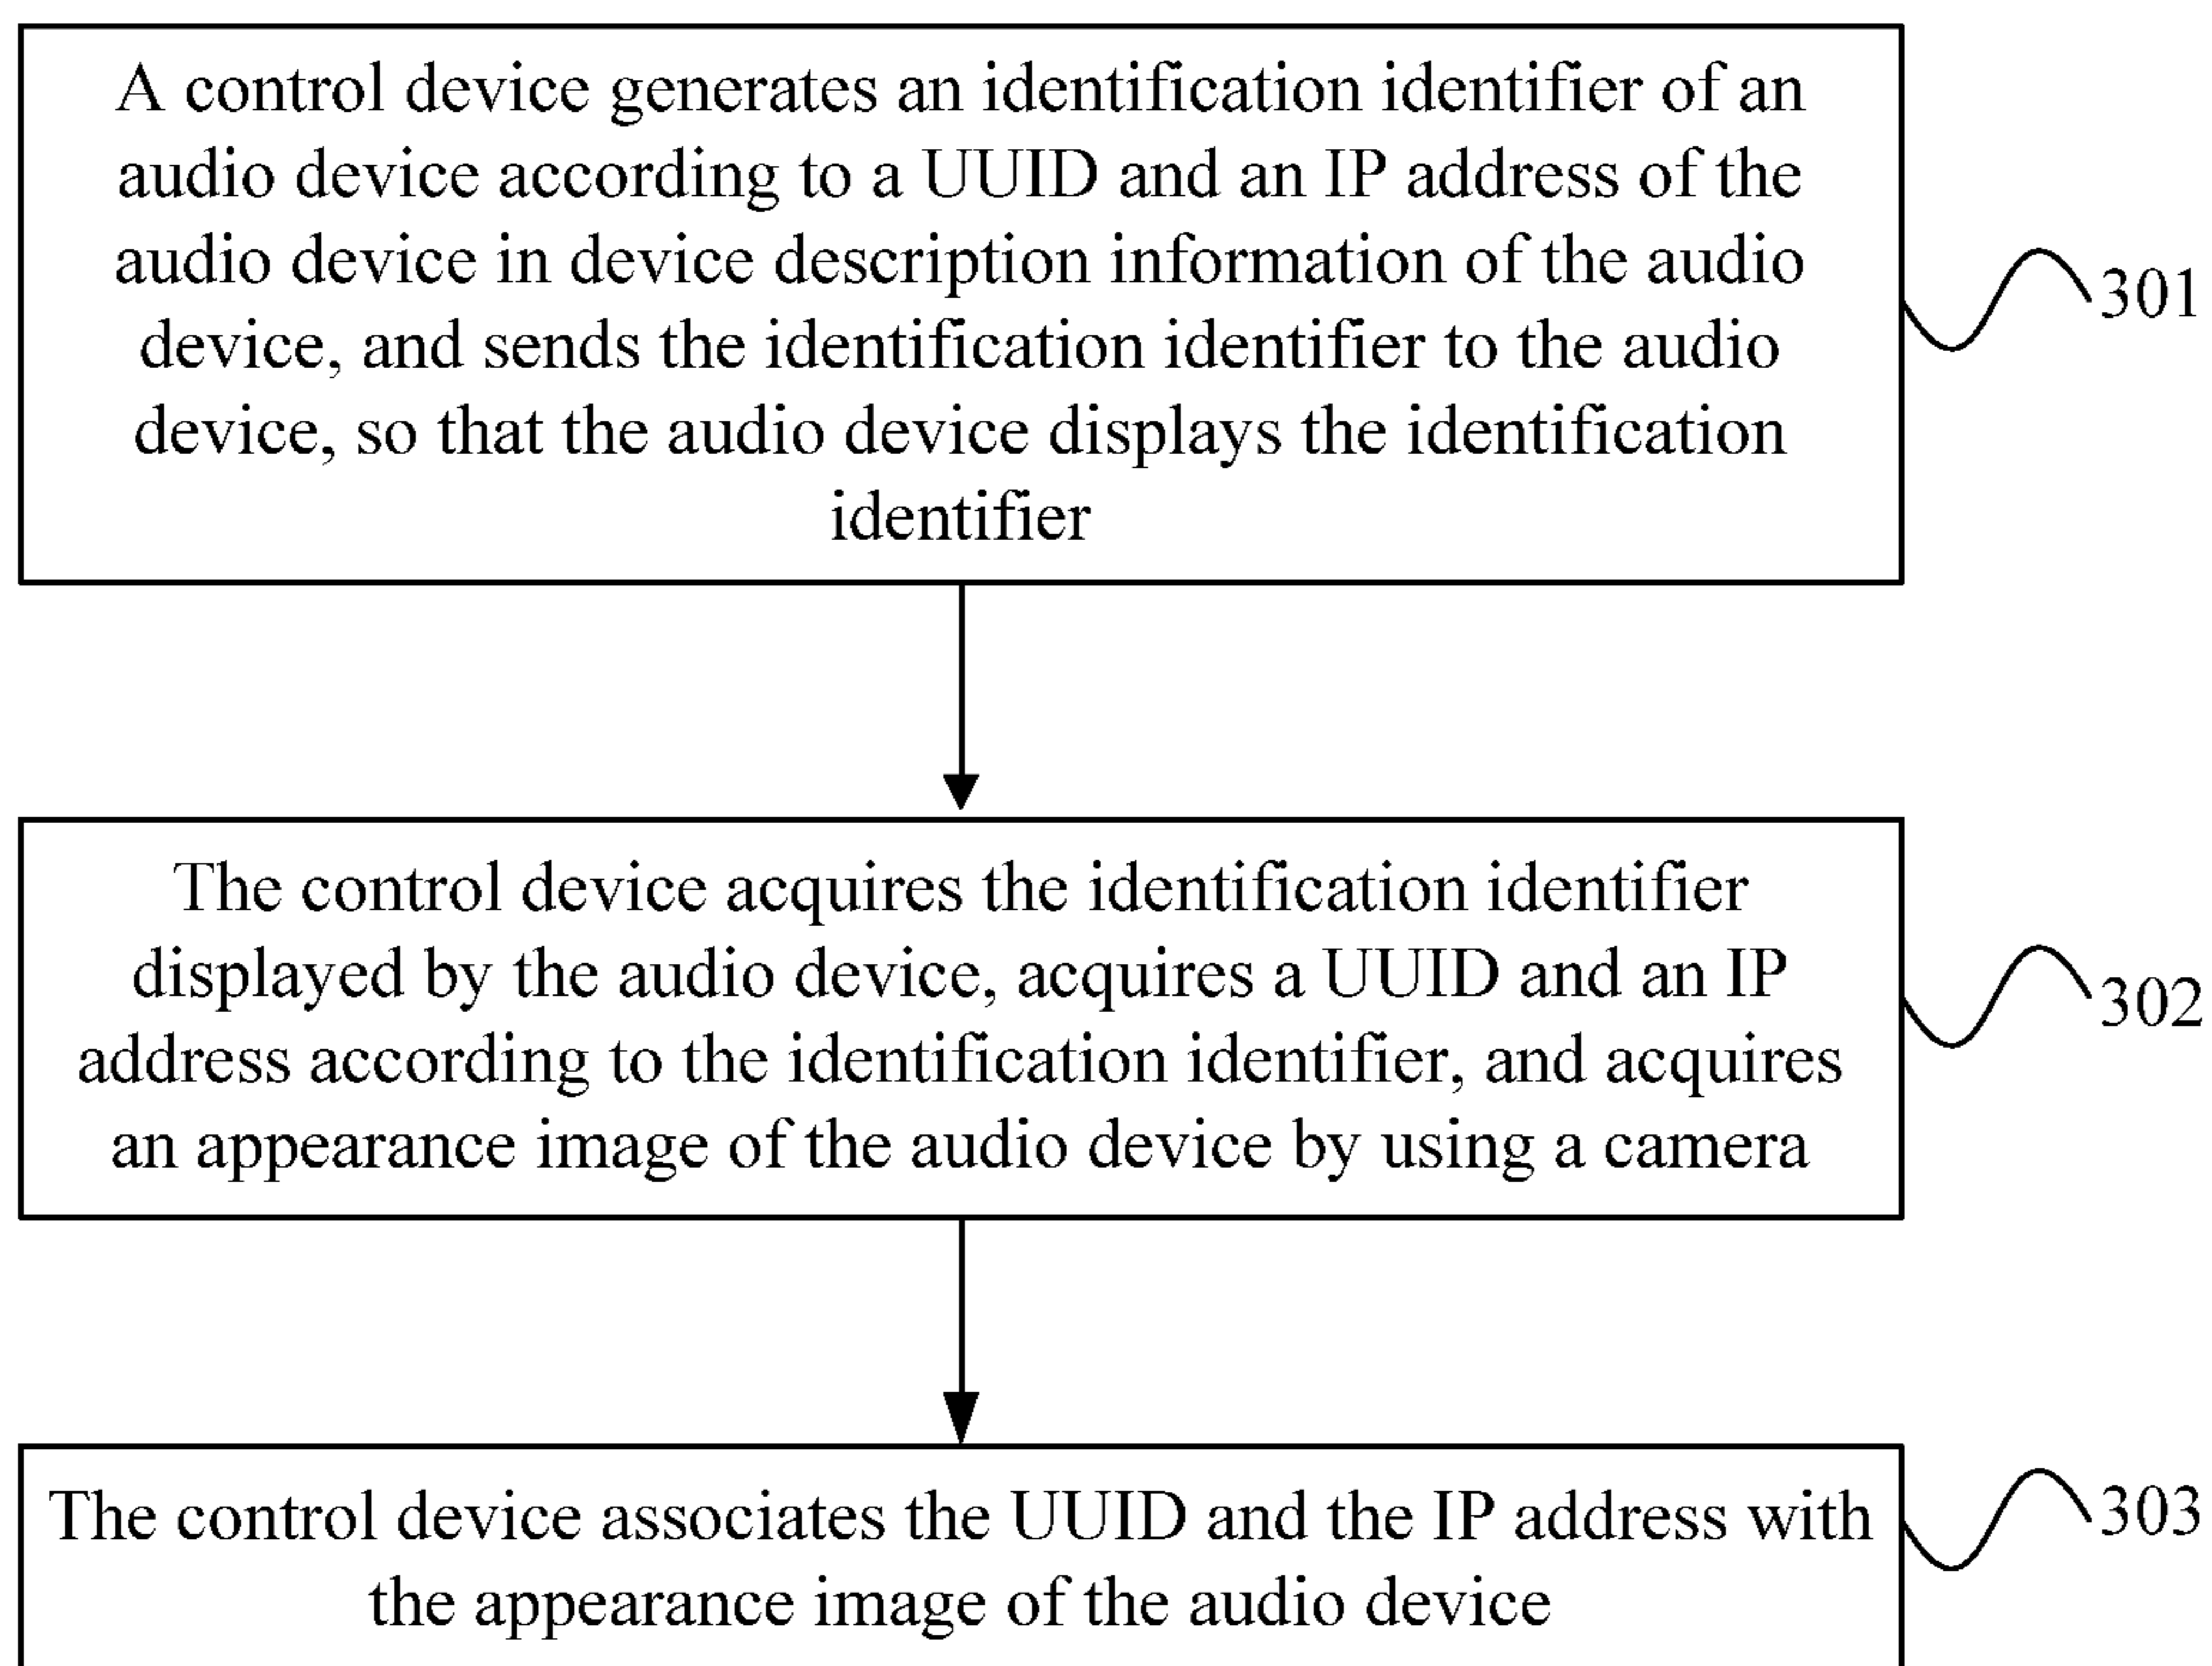 A control device generates an identification identifier of an
audio device according to a UUID and an IP address of the
audio device in device description information of the audio
device, and sends the identification identifier to the audio
device, so that the audio device displays the identification
identifier
301
The control device acquires the identification identifier
displayed by the audio device, acquires a UUID and an IP
address according to the identification identifier, and acquires
an appearance image of the audio device by using a camera
302
The control device associates the UUID and the IP address with
the appearance image of the audio device
303